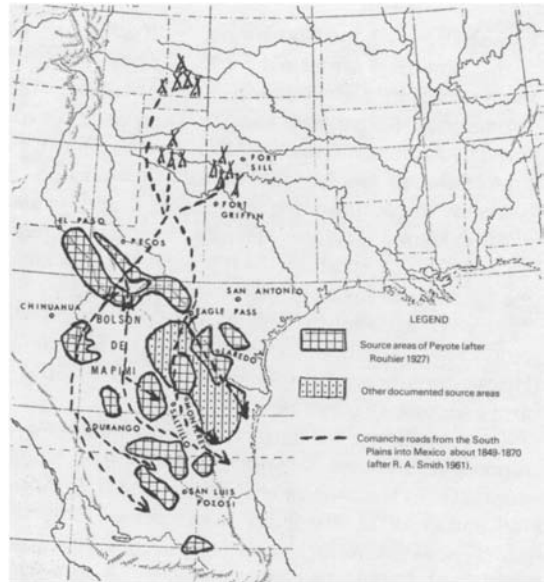 FORT
SILL
FORT
GRIFFIN
EL PASO
PECOS
SAN ANTONIO
CHIHUAHUA
BOLSON
DE
MAPIMI
EAGLE PASS
LAREDO
MONTERREY
SALTILLO
DURANGO
SAN LUIS
POTOSI
LEGEND
Source areas of Peyote (after
Rouhier 1927)
Other documented source areas
Comanche roads from the South
Plains into Mexico about 1849-1870
(after R. A. Smith 1961).